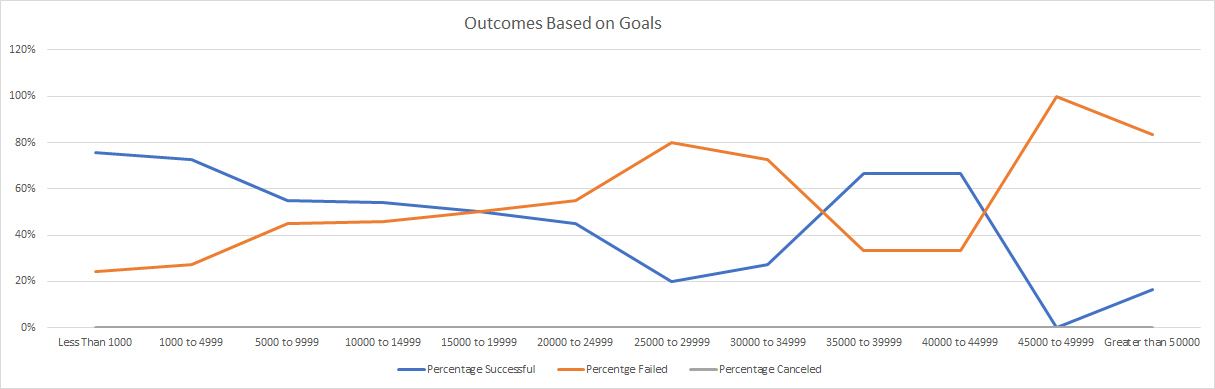 Outcomes Based on Goals
120%
100%
80%
60%
40%
20%
0%
Less Than 1000 1000 to 4999 5000 to 9999 10000 to 14999 15000 to 19999 20000 to 24999 25000 to 29999 30000 to 34999 35000 to 39999 40000 to 44999 45000 to 49999 Greater than 50000
Percentage Successful Percentge Failed Percentage Canceled